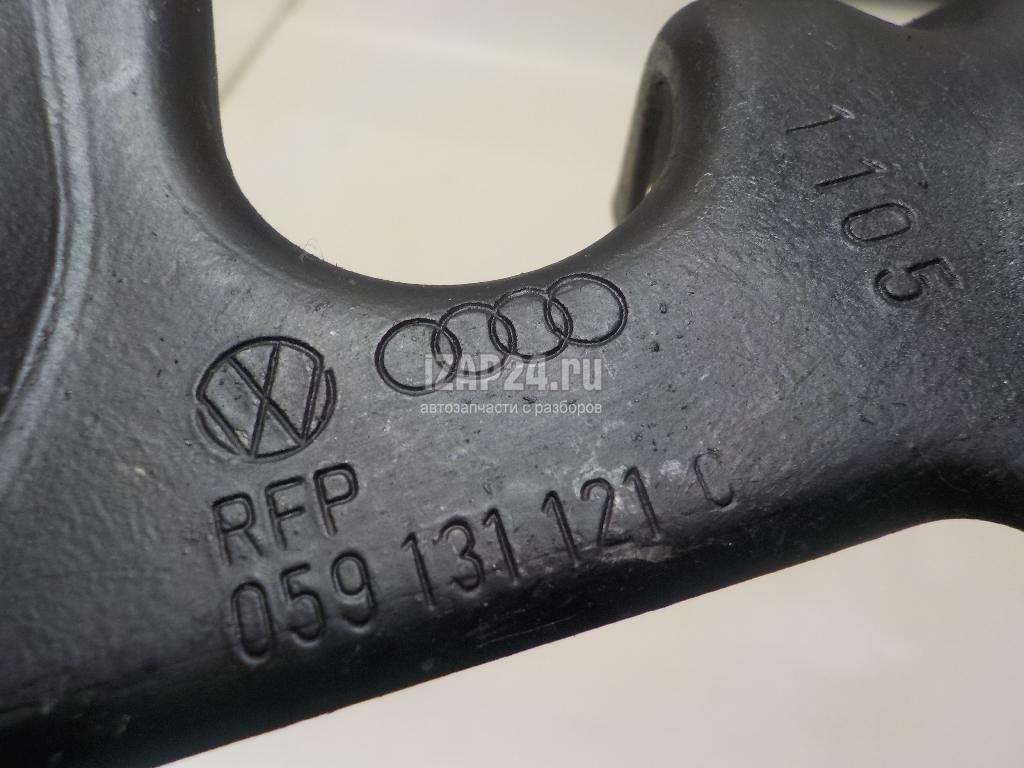 1105
iZAP24.ru
автозапчасти с разборов
RFP
059 131 121 C